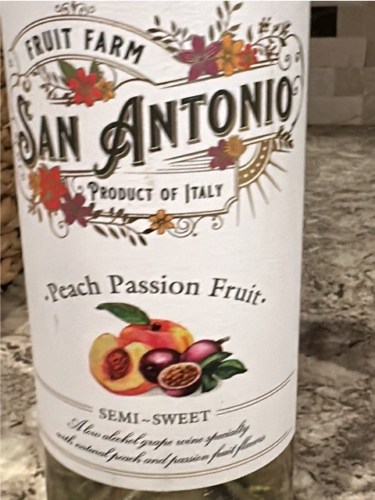 FRUIT FARM
SAN ANTONIO
PRODUCT OF ITALY
·Peach Passion Fruit·
SEMI~SWEET
A low alcohol grape wine specialty
with natural peach and passion fruit flavors